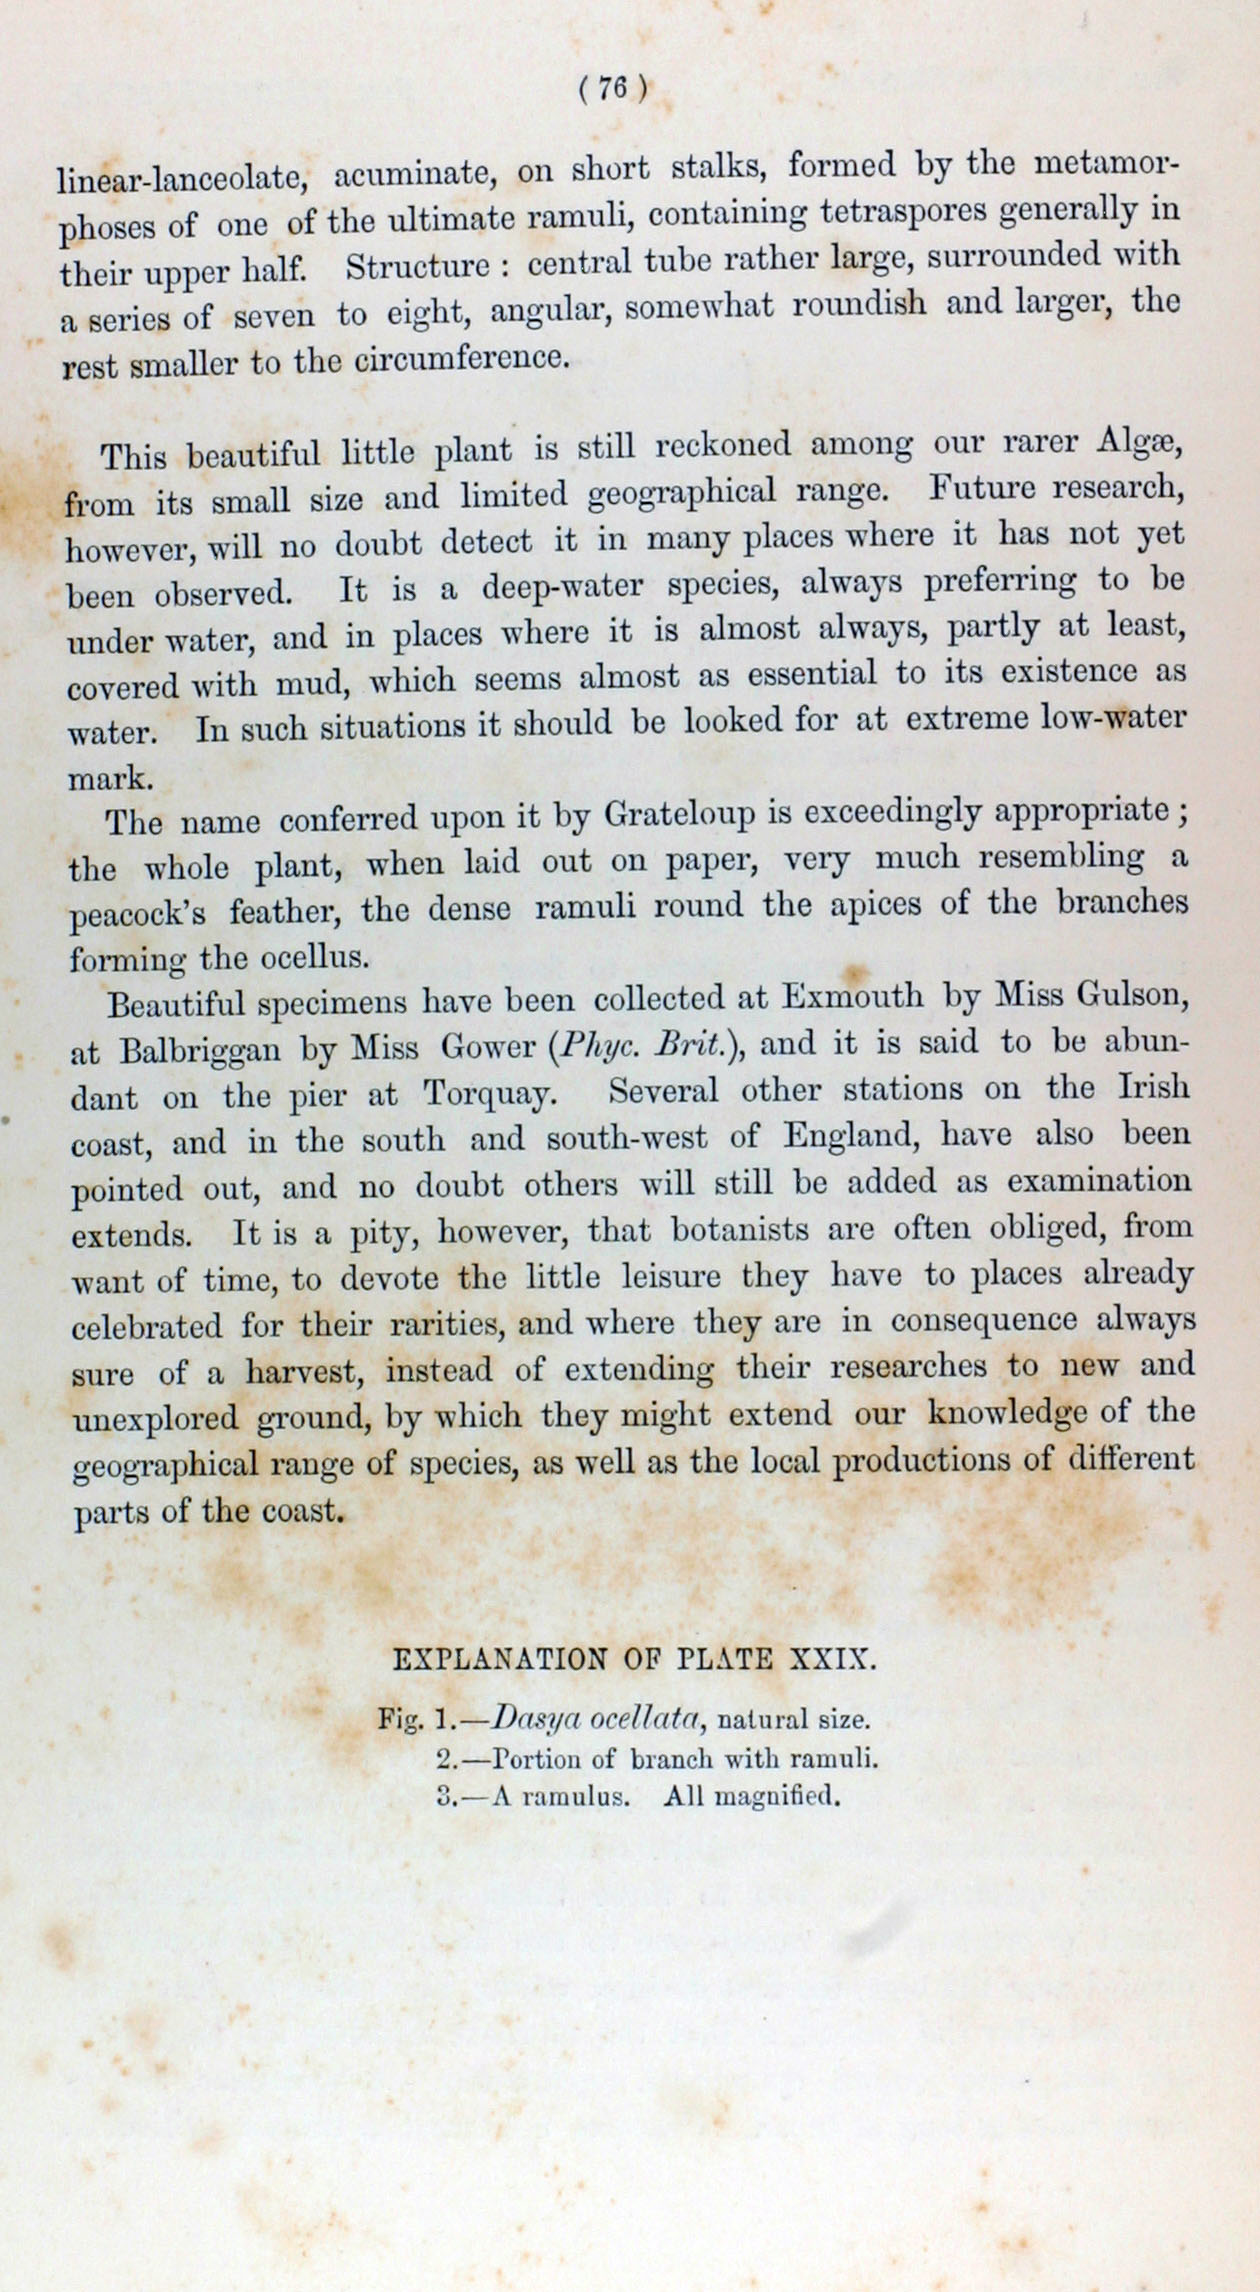 ( 76 )
linear-lanceolate, acuminate, on short stalks, formed by the metamor-
phoses of one of the ultimate ramuli, containing tetraspores generally in
their upper half. Structure : central tube rather large, surrounded with
a series of seven to eight, angular, somewhat roundish and larger, the
rest smaller to the circumference.
This beautiful little plant is still reckoned among our rarer Algæ,
from its small size and limited geographical range. Future research,
however, will no doubt detect it in many places where it has not yet
been observed. It is a deep-water species, always preferring to be
under water, and in places where it is almost always, partly at least,
covered with mud, which seems almost as essential to its existence as
water. In such situations it should be looked for at extreme low-water
mark.
The name conferred upon it by Grateloup is exceedingly appropriate ;
the whole plant, when laid out on paper, very much resembling a
peacock's feather, the dense ramuli round the apices of the branches
forming the ocellus.
Beautiful specimens have been collected at Exmouth by Miss Gulson,
at Balbriggan by Miss Gower (Phyc. Brit.), and it is said to be abun-
dant on the pier at Torquay. Several other stations on the Irish
coast, and in the south and south-west of England, have also been
pointed out, and no doubt others will still be added as examination
extends. It is a pity, however, that botanists are often obliged, from
want of time, to devote the little leisure they have to places already
celebrated for their rarities, and where they are in consequence always
sure of a harvest, instead of extending their researches to new and
unexplored ground, by which they might extend our knowledge of the
geographical range of species, as well as the local productions of different
parts of the coast.
EXPLANATION OF PLATE XXIX.
Fig. 1.—Dasya ocellata, natural size.
2.—Portion of branch with ramuli.
3.—A ramulus. All magnified.